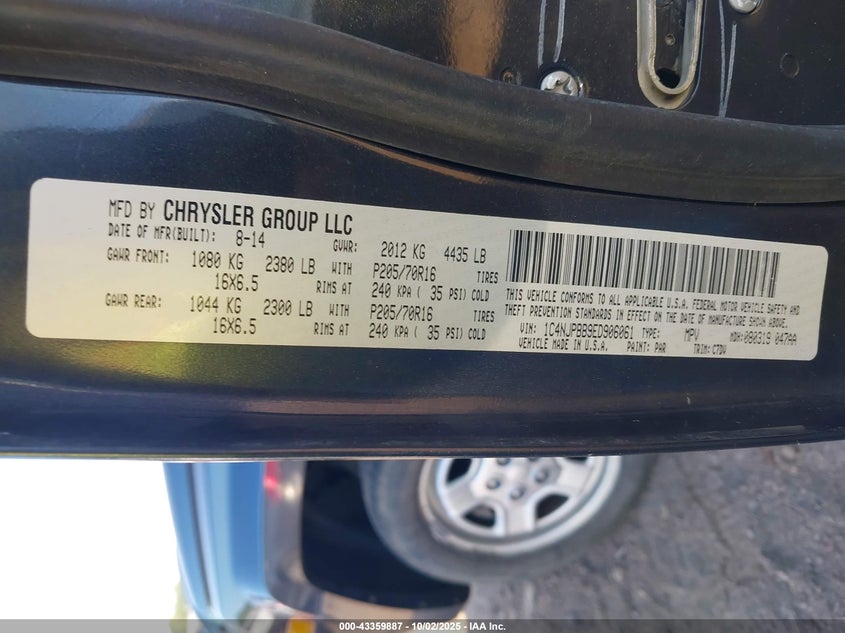 MFD BY CHRYSLER GROUP LLC
DATE OF MFR(BUILT): 8-14 GVWR: 2012 KG 4435 LB
GAWR FRONT: 1080 KG 2380 LB WITH P205/70R16 TIRES
16X6.5 RIMS AT 240 KPA ( 35 PSI) COLD
GAWR REAR: 1044 KG 2300 LB WITH P205/70R16 TIRES
16X6.5 RIMS AT 240 KPA ( 35 PSI) COLD
THIS VEHICLE CONFORMS TO ALL APPLICABLE U.S.A. FEDERAL MOTOR VEHICLE SAFETY AND
THEFT PREVENTION STANDARDS IN EFFECT ON THE DATE OF MANUFACTURE SHOWN ABOVE.
VIN: 1C4NJPBB9ED906061 TYPE: MPV MDH:080319 047AA
VEHICLE MADE IN U.S.A. PAINT: PAR TRIM: C7DV
000-43359887 - 10/02/2025 - IAA Inc.